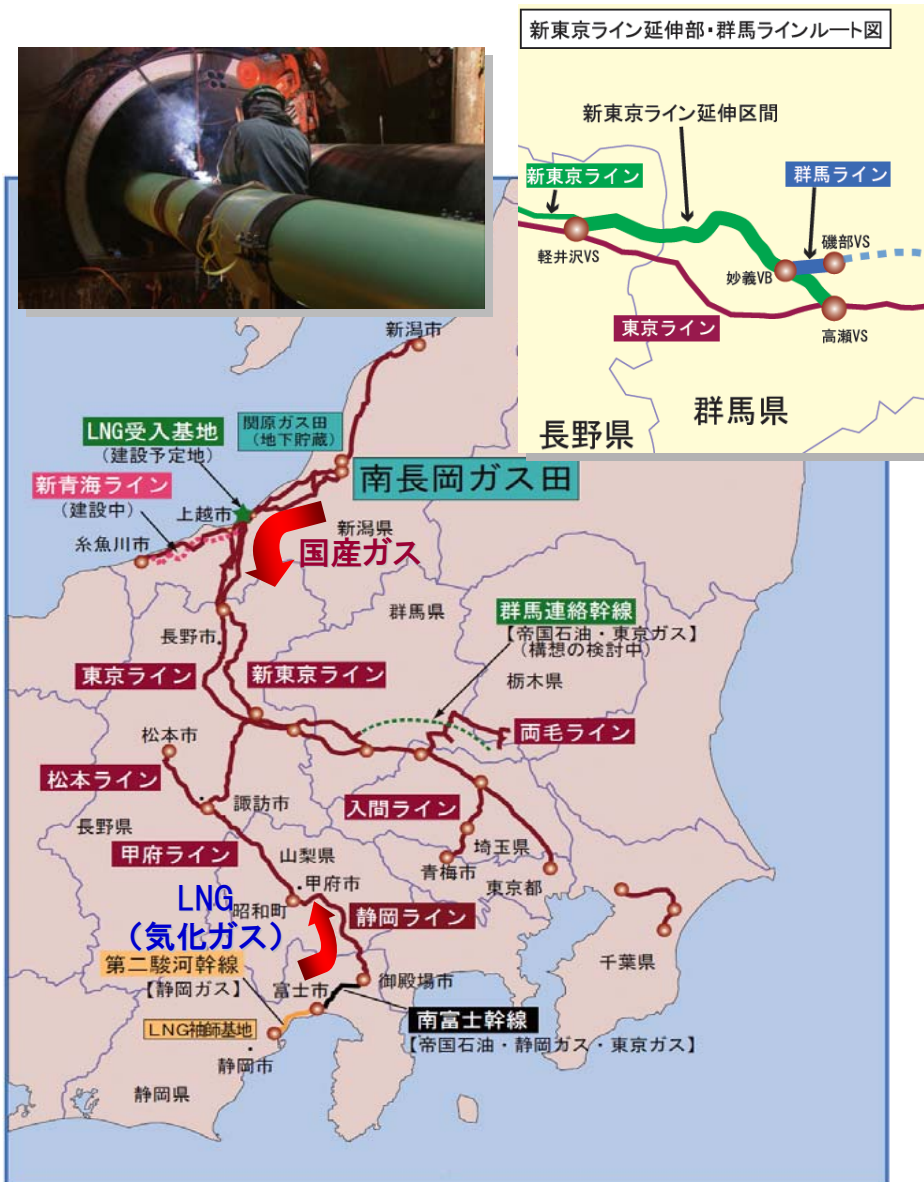 新東京ライン延伸部・群馬ラインルート図
新東京ライン延伸区間
新東京ライン
群馬ライン
軽井沢VS
磯部VS
妙義VB
東京ライン
高瀬VS
長野県
群馬県
新潟市
LNG受入基地
(建設予定地)
関原ガス田
(地下貯蔵)
南長岡ガス田
新青海ライン
(建設中)
上越市
糸魚川市
新潟県
国産ガス
群馬県
群馬連絡幹線
【帝国石油・東京ガス】
(構想の検討中)
栃木県
長野市
東京ライン
新東京ライン
両毛ライン
松本市
松本ライン
諏訪市
入間ライン
長野県
甲府ライン
山梨県
埼玉県
青梅市
東京都
甲府市
昭和町
LNG
(気化ガス)
静岡ライン
千葉県
第二駿河幹線
【静岡ガス】
富士市
御殿場市
LNG袖師基地
南富士幹線
【帝国石油・静岡ガス・東京ガス】
静岡市
静岡県